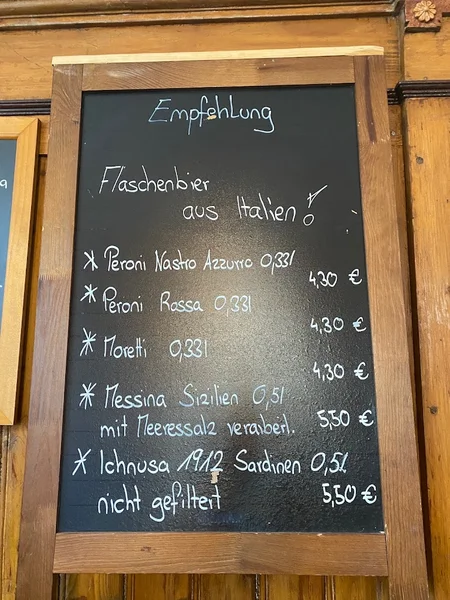 Empfehlung
Flaschenbier
aus Italien!
* Peroni Nastro Azzurro 0,33l
4,30 €
* Peroni Rossa 0,33l
4,30 €
* Moretti 0,33l
4,30 €
* Messina Sizilien 0,5l
mit Meeressalz verarbeit. 5,50 €
* Ichnusa 1912 Sardinen 0,5l
nicht gefiltert 5,50 €